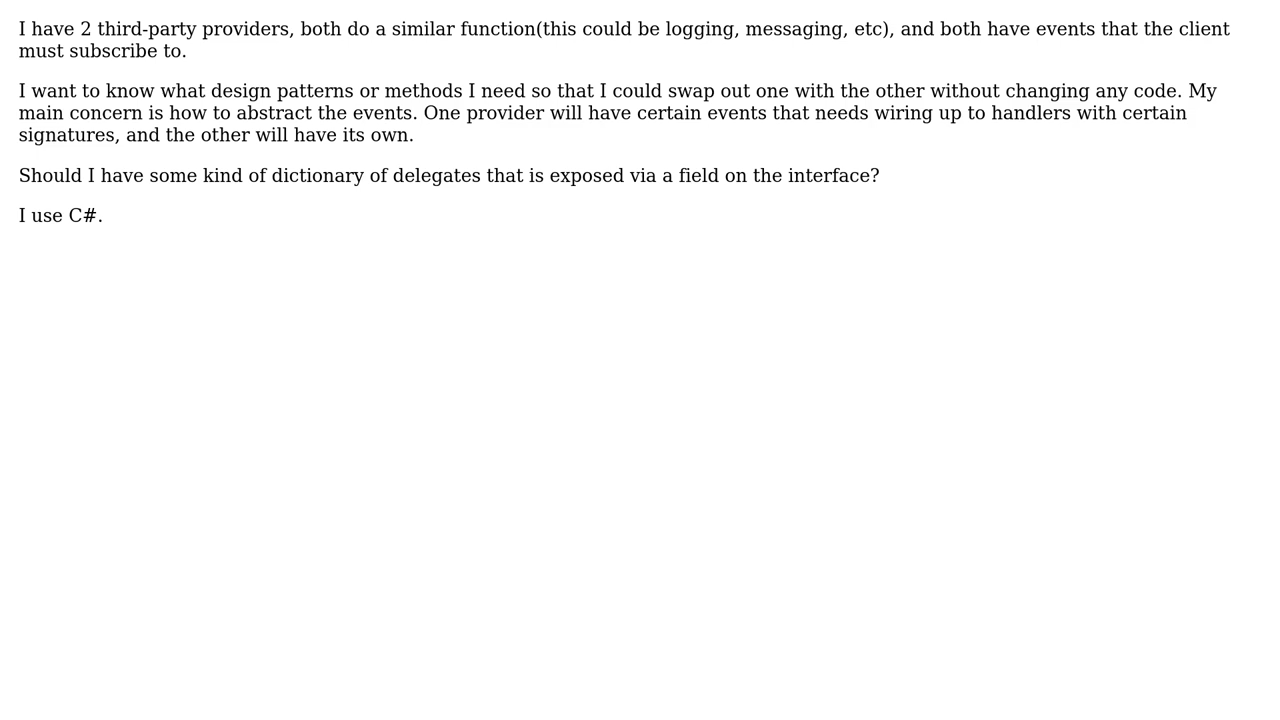 I have 2 third-party providers, both do a similar function(this could be logging, messaging, etc), and both have events that the client
must subscribe to.
I want to know what design patterns or methods I need so that I could swap out one with the other without changing any code. My
main concern is how to abstract the events. One provider will have certain events that needs wiring up to handlers with certain
signatures, and the other will have its own.
Should I have some kind of dictionary of delegates that is exposed via a field on the interface?
I use C#.